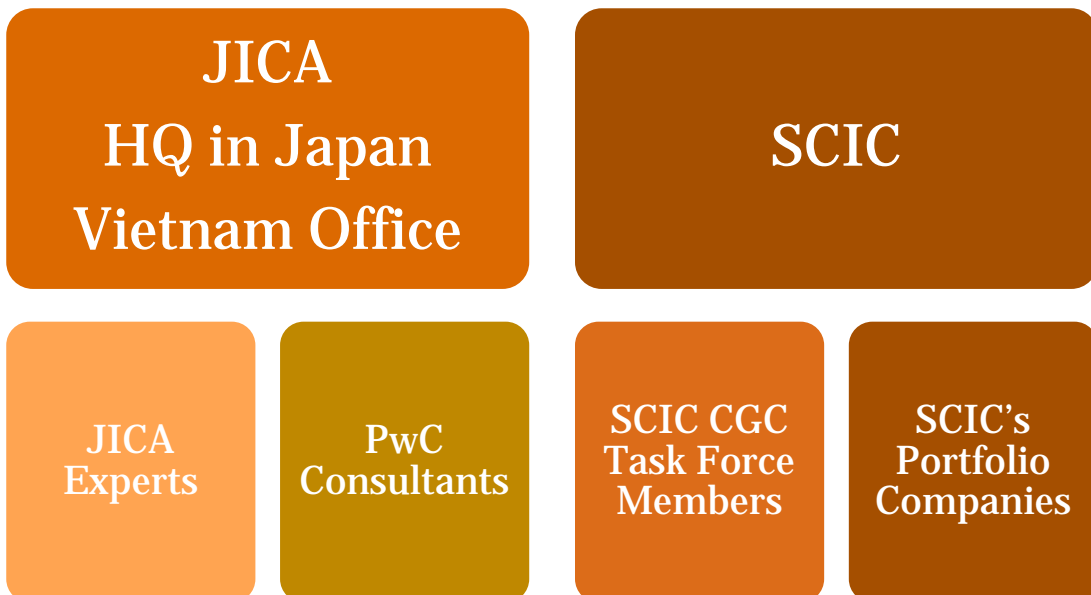 JICA
HQ in Japan
Vietnam Office
SCIC
JICA
Experts
PwC
Consultants
SCIC CGC
Task Force
Members
SCIC’s
Portfolio
Companies